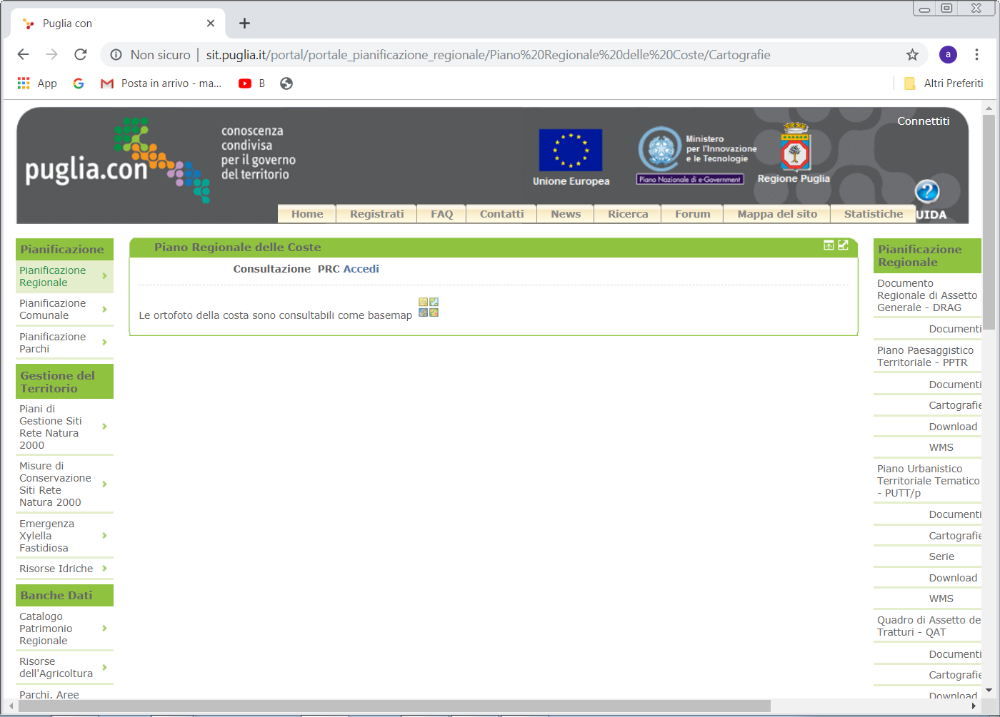 Puglia con
Non sicuro | sit.puglia.it/portal/portale_pianificazione_regionale/Piano%20Regionale%20delle%20Coste/Cartografie
a
App
Posta in arrivo - ma...
B
Altri Preferiti
puglia.con
conoscenza
condivisa
per il governo
del territorio
Unione Europea
Ministero
per l'Innovazione
e le Tecnologie
Piano Nazionale di e-Government
Regione Puglia
Connettiti
?
UIDA
Home
Registrati
FAQ
Contatti
News
Ricerca
Forum
Mappa del sito
Statistiche
Pianificazione
Pianificazione
Regionale
Pianificazione
Comunale
Pianificazione
Parchi
Gestione del
Territorio
Piani di
Gestione Siti
Rete Natura
2000
Misure di
Conservazione
Siti Rete
Natura 2000
Emergenza
Xylella
Fastidiosa
Risorse Idriche
Banche Dati
Catalogo
Patrimonio
Regionale
Risorse
dell'Agricoltura
Parchi, Aree
Piano Regionale delle Coste
Consultazione PRC Accedi
Le ortofoto della costa sono consultabili come basemap
Pianificazione
Regionale
Documento
Regionale di Assetto
Generale - DRAG
Documenti
Piano Paesaggistico
Territoriale - PPTR
Documenti
Cartografie
Download
WMS
Piano Urbanistico
Territoriale Tematico
- PUTT/p
Documenti
Cartografie
Serie
Download
WMS
Quadro di Assetto de
Tratturi - QAT
Documenti
Cartografie
Download